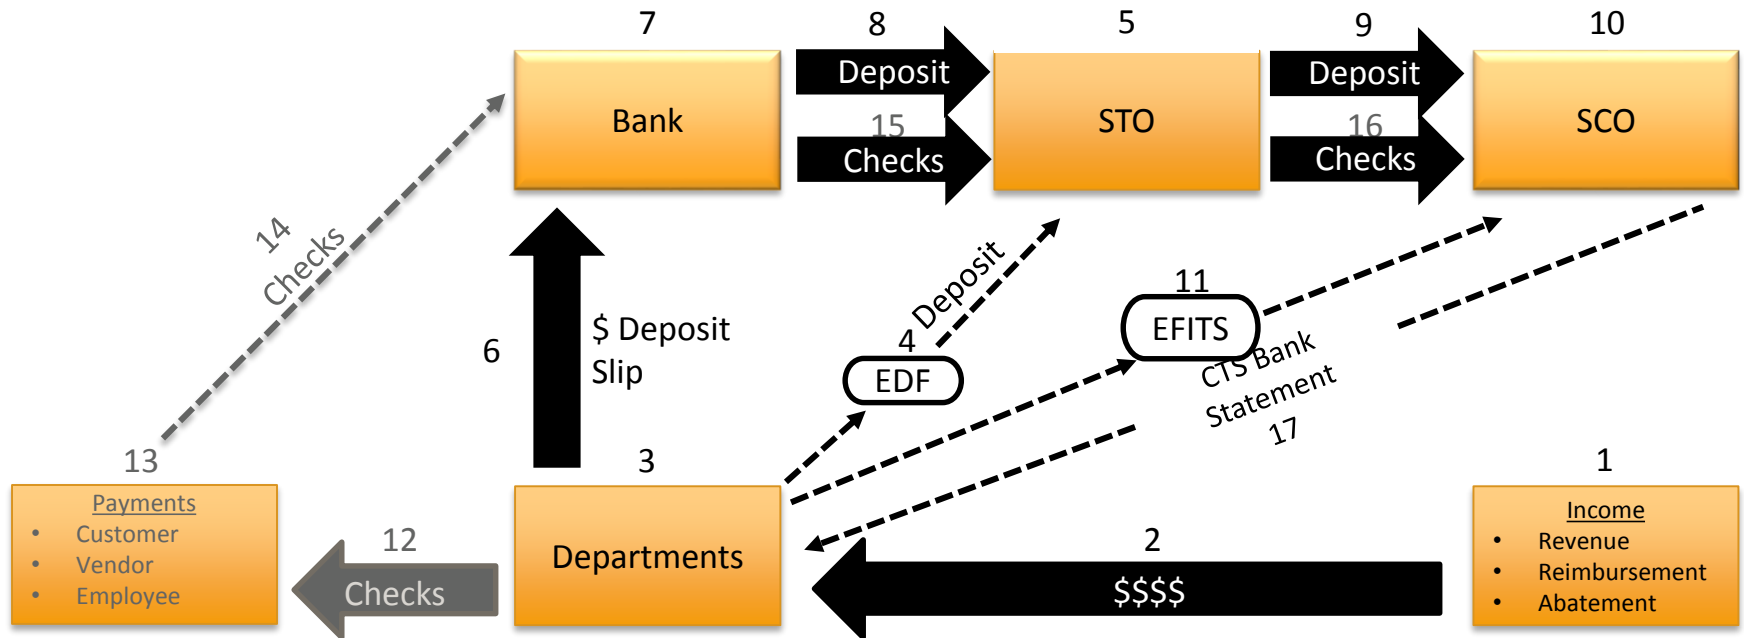 7
8
5
9
10
Bank
Deposit
STO
Deposit
SCO
15
16
Checks
Checks
14
Checks
6
$ Deposit
Slip
4
Deposit
EDF
11
EFITS
CTS Bank
Statement
17
13
Payments
• Customer
• Vendor
• Employee
12
Checks
3
Departments
2
$$$$
1
Income
• Revenue
• Reimbursement
• Abatement